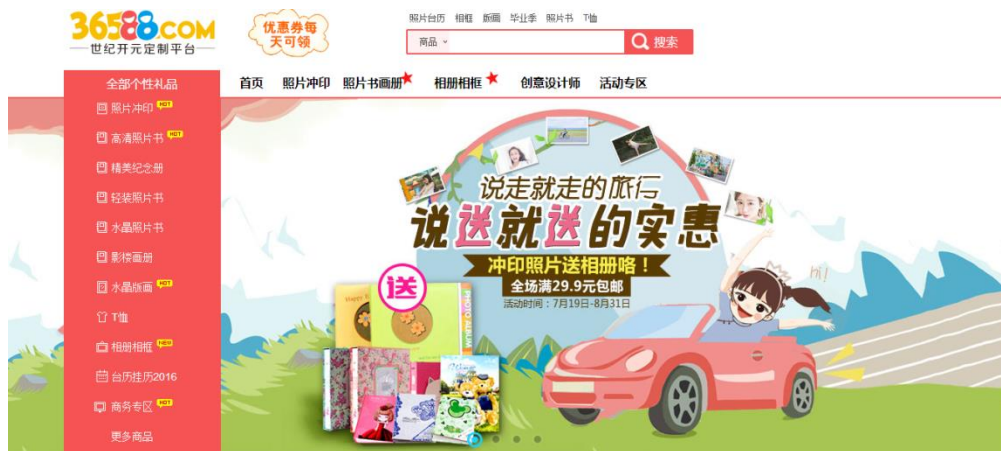 36588.COM
世纪开元定制平台
优惠券每
天可领
照片台历 相框 版画 毕业季 照片书 T恤
商品
搜索
全部个性礼品
首页 照片冲印 照片书画册 相册相框 创意设计师 活动专区
照片冲印 HOT
高清照片书 HOT
精美纪念册
轻装照片书
水晶照片书
影楼画册
水晶版画 HOT
T恤
相册相框 NEW
台历挂历2016
商务专区 HOT
更多商品
说走就走的旅行
说送就送的实惠
冲印照片送相册咯！
全场满29.9元包邮
活动时间：7月19日-8月31日
送
PHOTO ALBUM
hi!